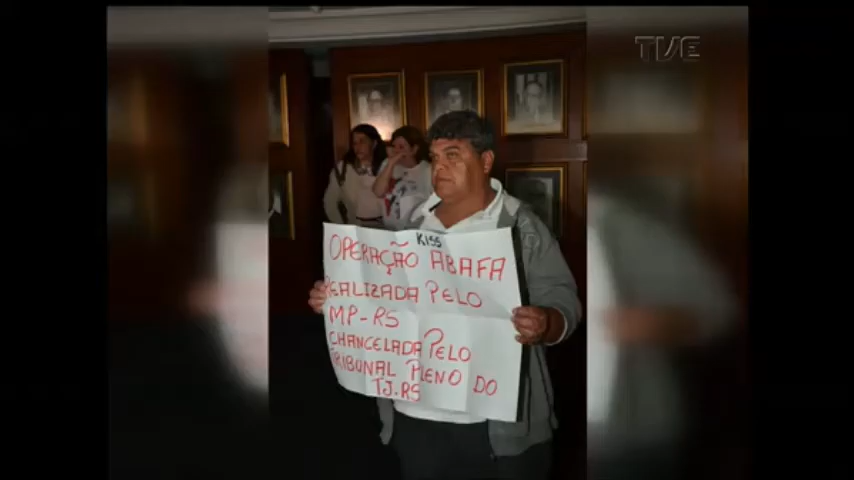 TVE
KISS
OPERAÇÃO ABAFA
REALIZADA PELO
MP-RS
CHANCELADA PELO
TRIBUNAL PLENO DO
TJ.RS